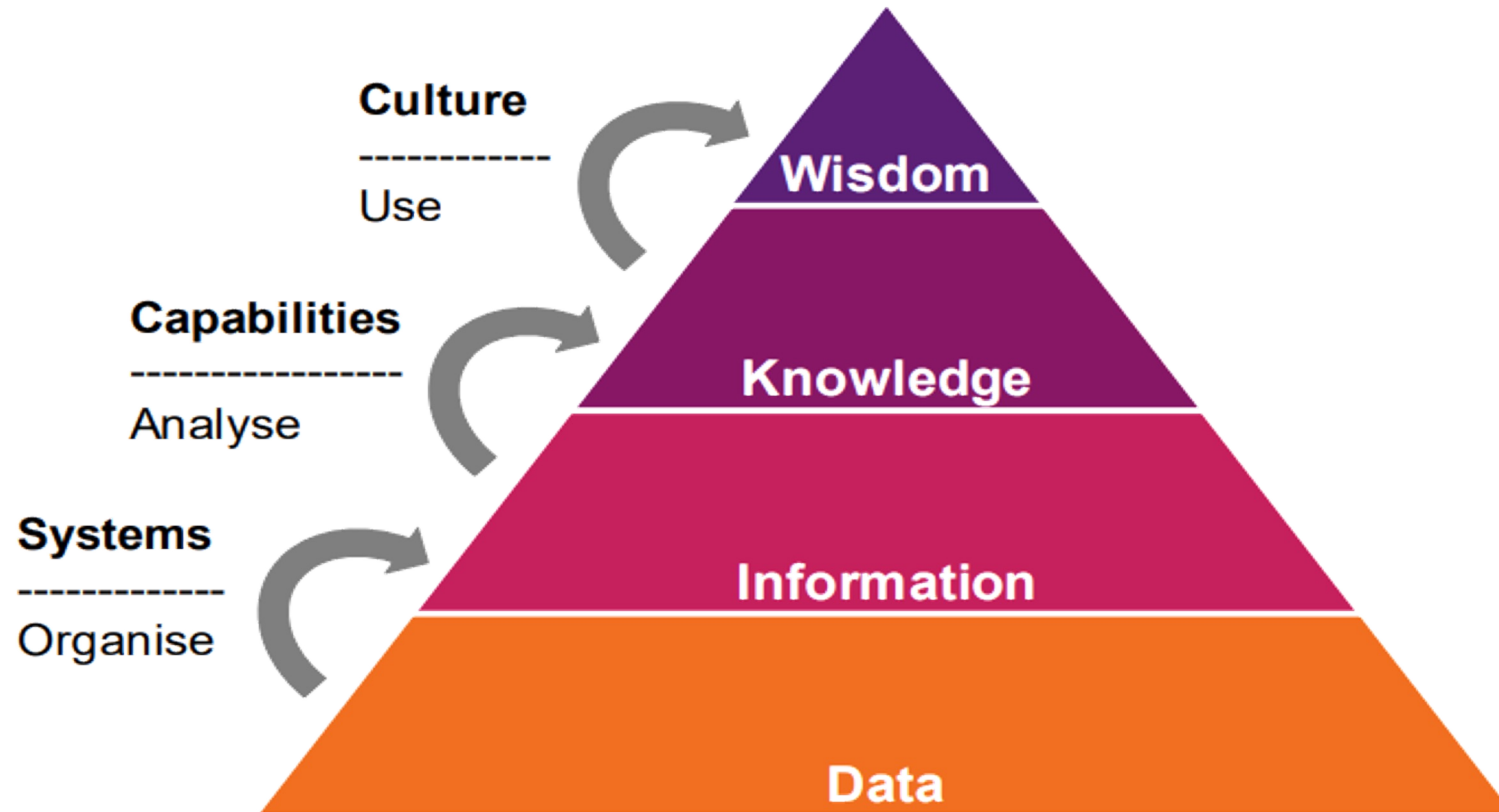 Culture
------------
Use
Wisdom
Capabilities
-----------------
Analyse
Knowledge
Systems
-------------
Organise
Information
Data